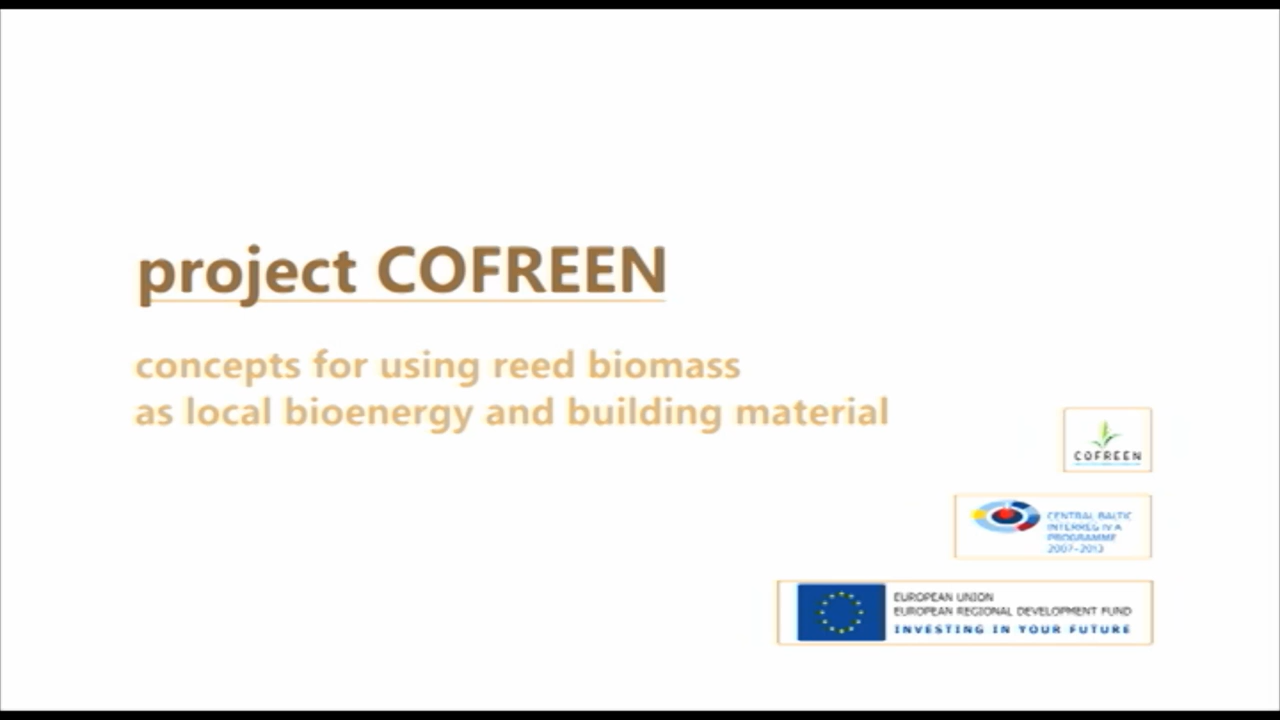 project COFREEN
concepts for using reed biomass
as local bioenergy and building material
COFREEN
CENTRAL BALTIC
INTERREG IV A
PROGRAMME
2007-2013
EUROPEAN UNION
EUROPEAN REGIONAL DEVELOPMENT FUND
INVESTING IN YOUR FUTURE